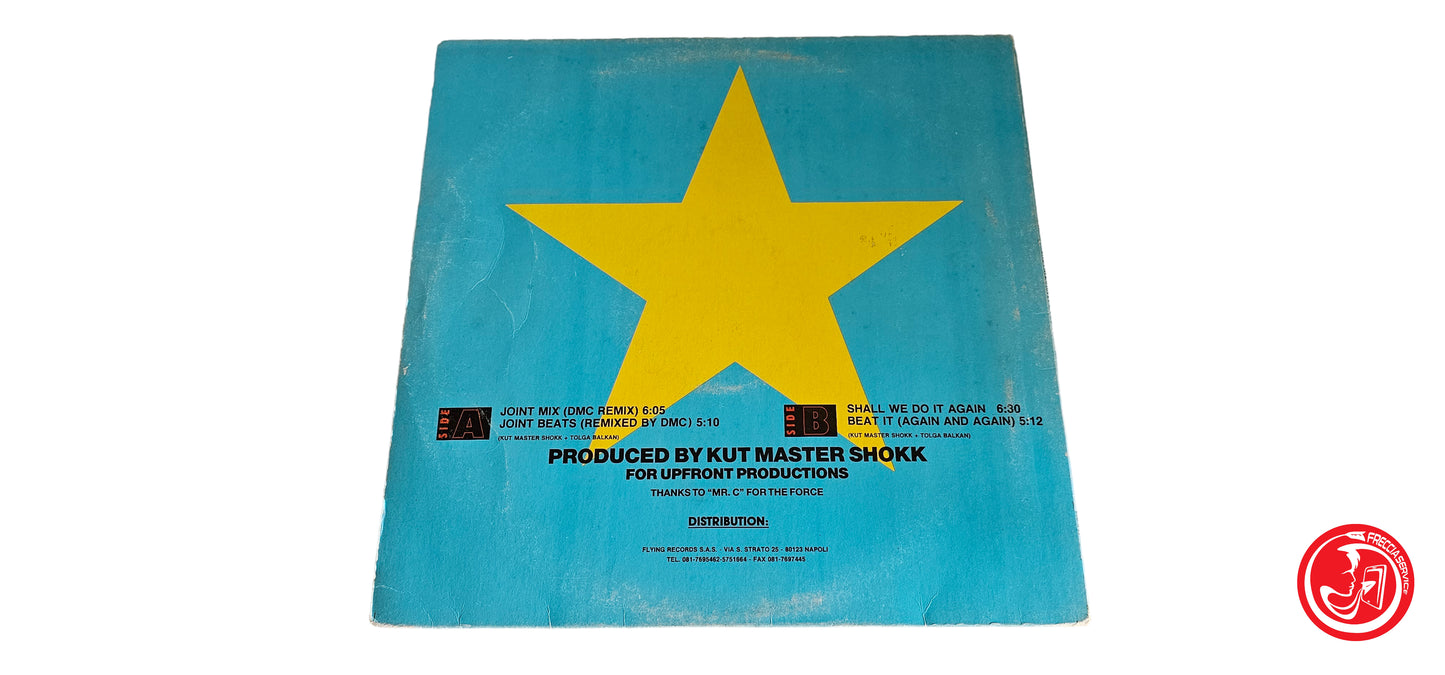 SIDE A
JOINT MIX (DMC REMIX) 6:05
JOINT BEATS (REMIXED BY DMC) 5:10
(KUT MASTER SHOKK + TOLGA BALKAN)
SIDE B
SHALL WE DO IT AGAIN 6:30
BEAT IT (AGAIN AND AGAIN) 5:12
(KUT MASTER SHOKK + TOLGA BALKAN)
PRODUCED BY KUT MASTER SHOKK
FOR UPFRONT PRODUCTIONS
THANKS TO "MR. C" FOR THE FORCE
DISTRIBUTION:
FLYING RECORDS S.A.S. - VIA S. STRATO 25 - 80123 NAPOLI
TEL. 081-7695462-5751664 - FAX 081-7697445
FRECCIASERVICE